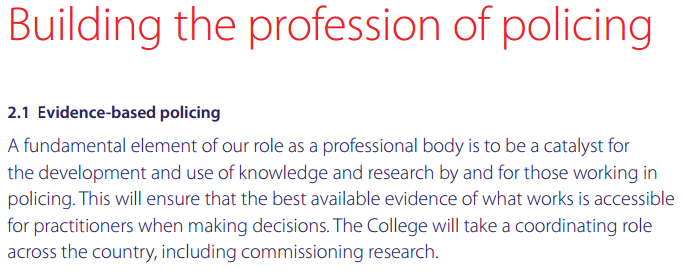 Building the profession of policing
2.1 Evidence-based policing
A fundamental element of our role as a professional body is to be a catalyst for
the development and use of knowledge and research by and for those working in
policing. This will ensure that the best available evidence of what works is accessible
for practitioners when making decisions. The College will take a coordinating role
across the country, including commissioning research.